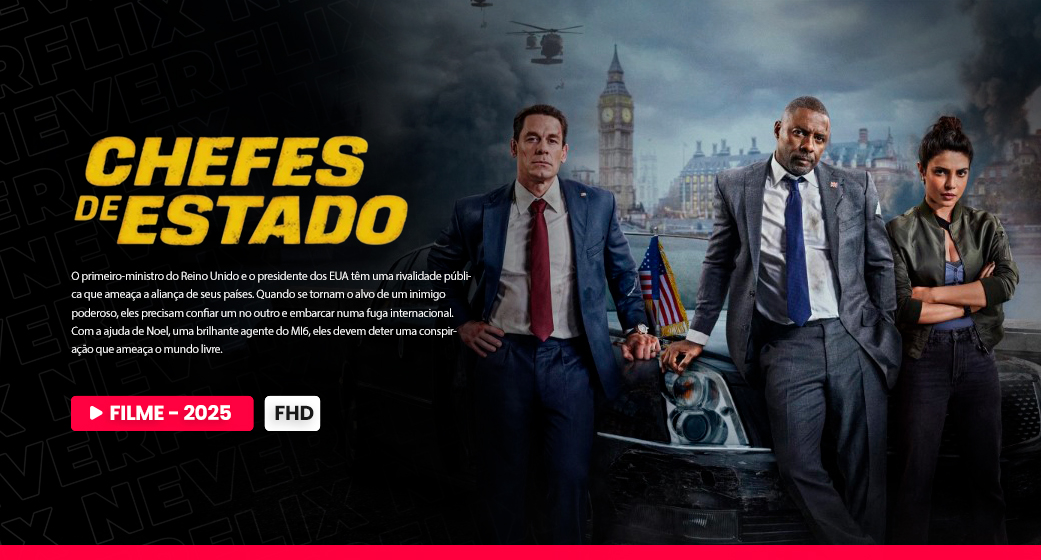 CHEFES
DE ESTADO
O primeiro-ministro do Reino Unido e o presidente dos EUA têm uma rivalidade públi-
ca que ameaça a aliança de seus países. Quando se tornam o alvo de um inimigo
poderoso, eles precisam confiar um no outro e embarcar numa fuga internacional.
Com a ajuda de Noel, uma brilhante agente do MI6, eles devem deter uma conspir-
ação que ameaça o mundo livre.
FILME - 2025
FHD